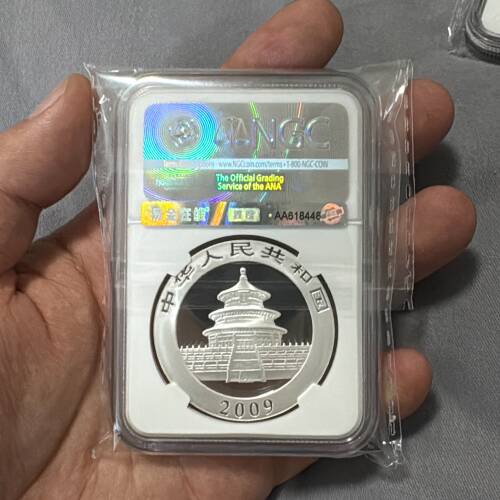 NGC
www.NGCcoin.com/terms • 1-800-NGC-COIN
The Official Grading
Service of the ANA
AA618448
中华人民共和国
2009